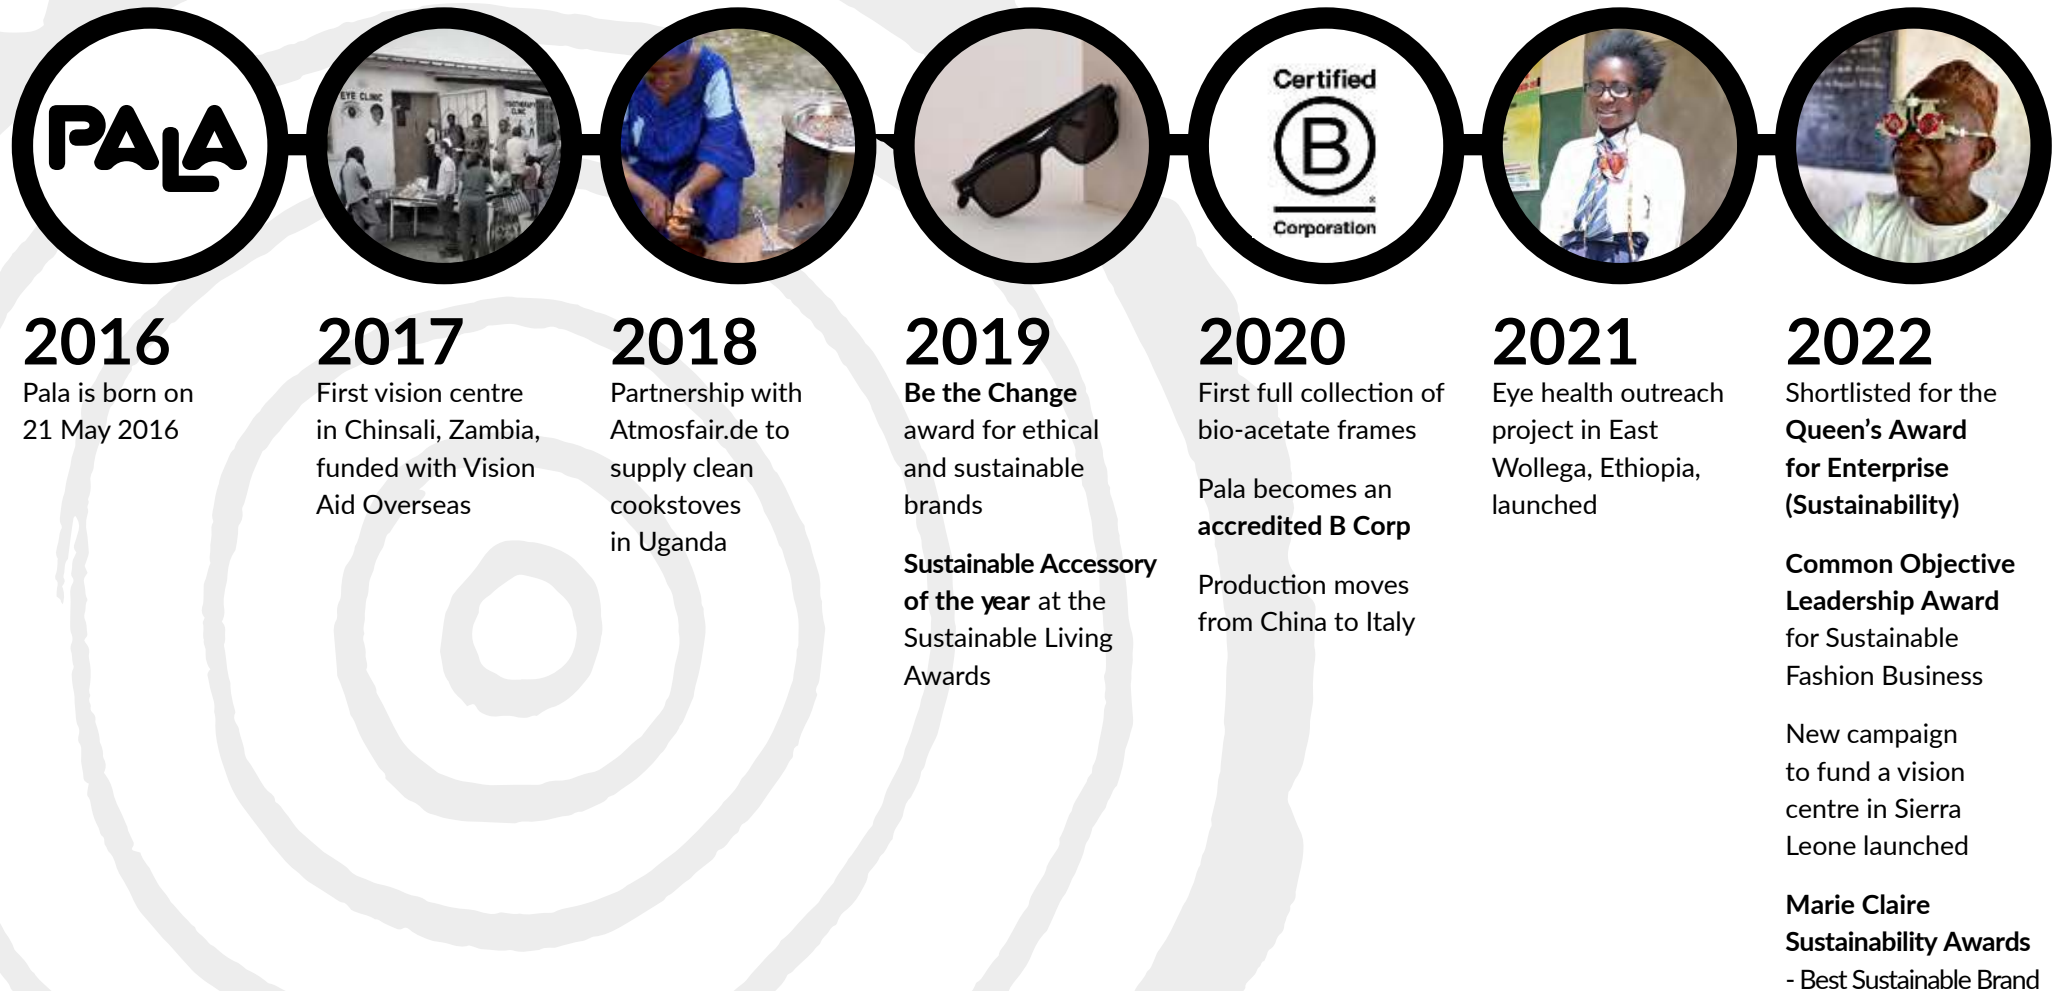 PALA
EYE CLINIC
CLINIC
Certified
B
®
Corporation
2016
Pala is born on
21 May 2016
2017
First vision centre
in Chinsali, Zambia,
funded with Vision
Aid Overseas
2018
Partnership with
Atmosfair.de to
supply clean
cookstoves
in Uganda
2019
Be the Change
award for ethical
and sustainable
brands
Sustainable Accessory
of the year at the
Sustainable Living
Awards
2020
First full collection of
bio-acetate frames
Pala becomes an
accredited B Corp
Production moves
from China to Italy
2021
Eye health outreach
project in East
Wollega, Ethiopia,
launched
2022
Shortlisted for the
Queen’s Award
for Enterprise
(Sustainability)
Common Objective
Leadership Award
for Sustainable
Fashion Business
New campaign
to fund a vision
centre in Sierra
Leone launched
Marie Claire
Sustainability Awards
- Best Sustainable Brand